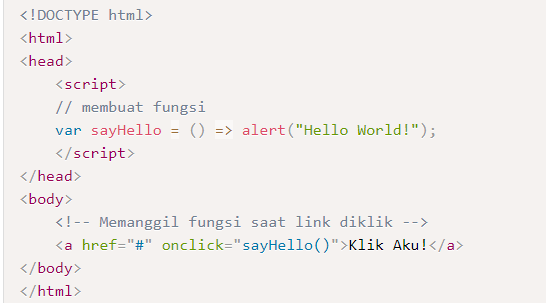 <!DOCTYPE html>
<html>
<head>
    <script>
    // membuat fungsi
    var sayHello = () => alert("Hello World!");
    </script>
</head>
<body>
    <!-- Memanggil fungsi saat link diklik -->
    <a href="#" onclick="sayHello()">Klik Aku!</a>
</body>
</html>